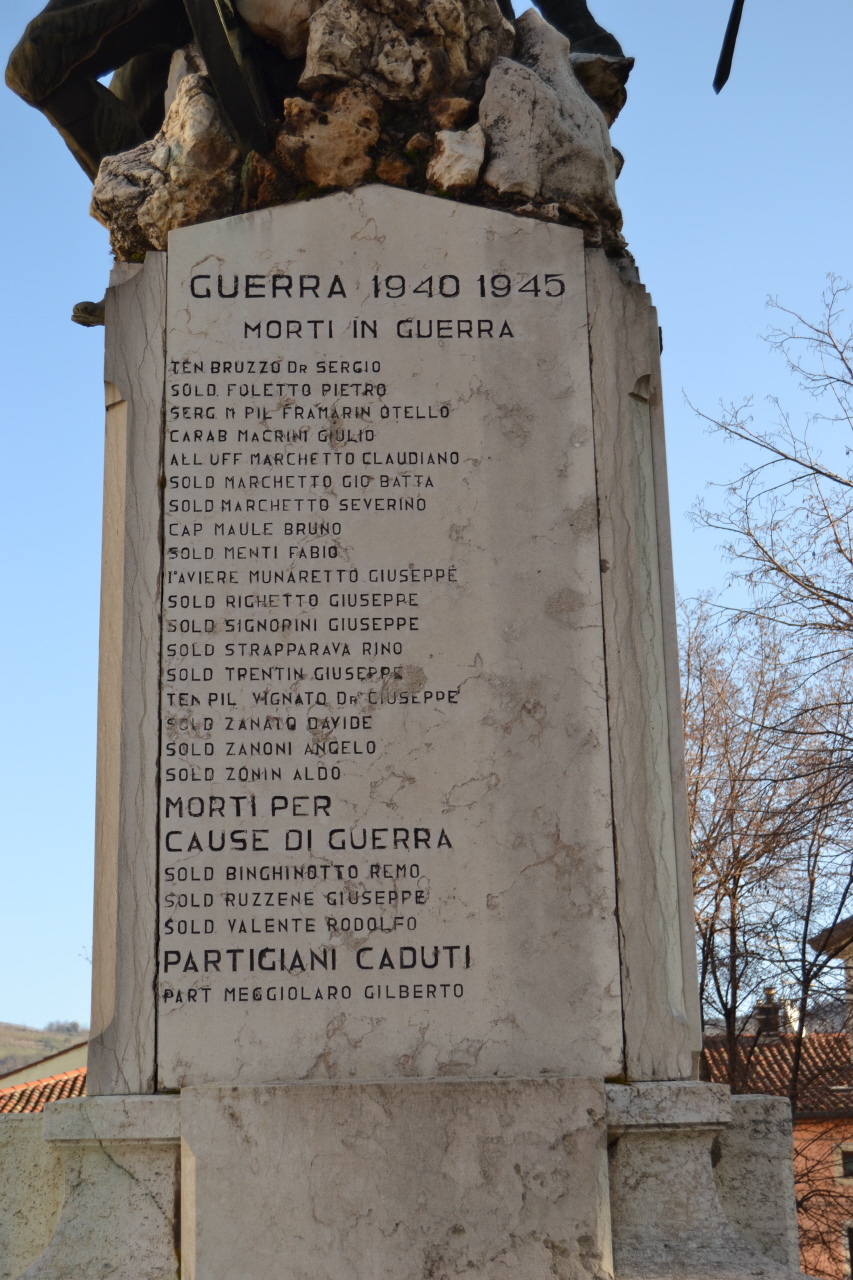 GUERRA 1940 1945
MORTI IN GUERRA
TEN BRUZZO Dr SERGIO
SOLD. FOLETTO PIETRO
SERG M PIL FRAMARIN OTELLO
CARAB MACRINI GIULIO
ALL UFF MARCHETTO CLAUDIANO
SOLD MARCHETTO GIO BATTA
SOLD MARCHETTO SEVERINO
CAP MAULE BRUNO
SOLD MENTI FABIO
1°AVIERE MUNARETTO GIUSEPPE
SOLD RIGHETTO GIUSEPPE
SOLD SIGNORINI GIUSEPPE
SOLD STRAPPARAVA RINO
SOLD TRENTIN GIUSEPPE
TEN PIL VIGNATO Dr GIUSEPPE
SOLD ZANATO DAVIDE
SOLD ZANONI ANGELO
SOLD ZONIN ALDO
MORTI PER
CAUSE DI GUERRA
SOLD BINGHINOTTO REMO
SOLD RUZZENE GIUSEPPE
SOLD. VALENTE RODOLFO
PARTIGIANI CADUTI
PART MEGGIOLARO GILBERTO